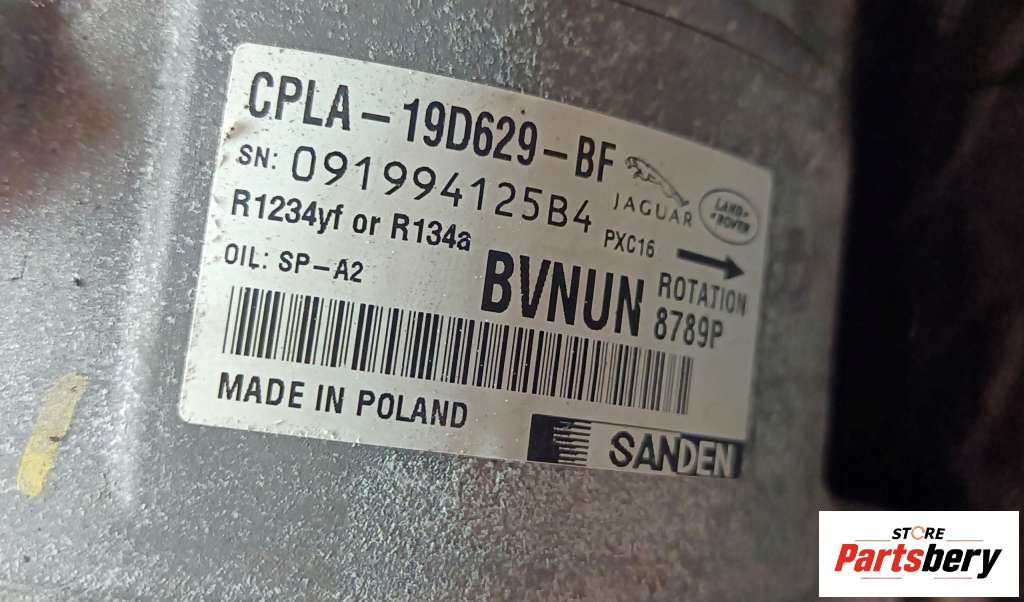 CPLA-19D629-BF
SN: 091994125B4
JAGUAR
LAND-
ROVER
R1234yf or R134a
PXC16
OIL: SP-A2
BVNUN
ROTATION
8789P
MADE IN POLAND
SANDEN
STORE
Partsbery